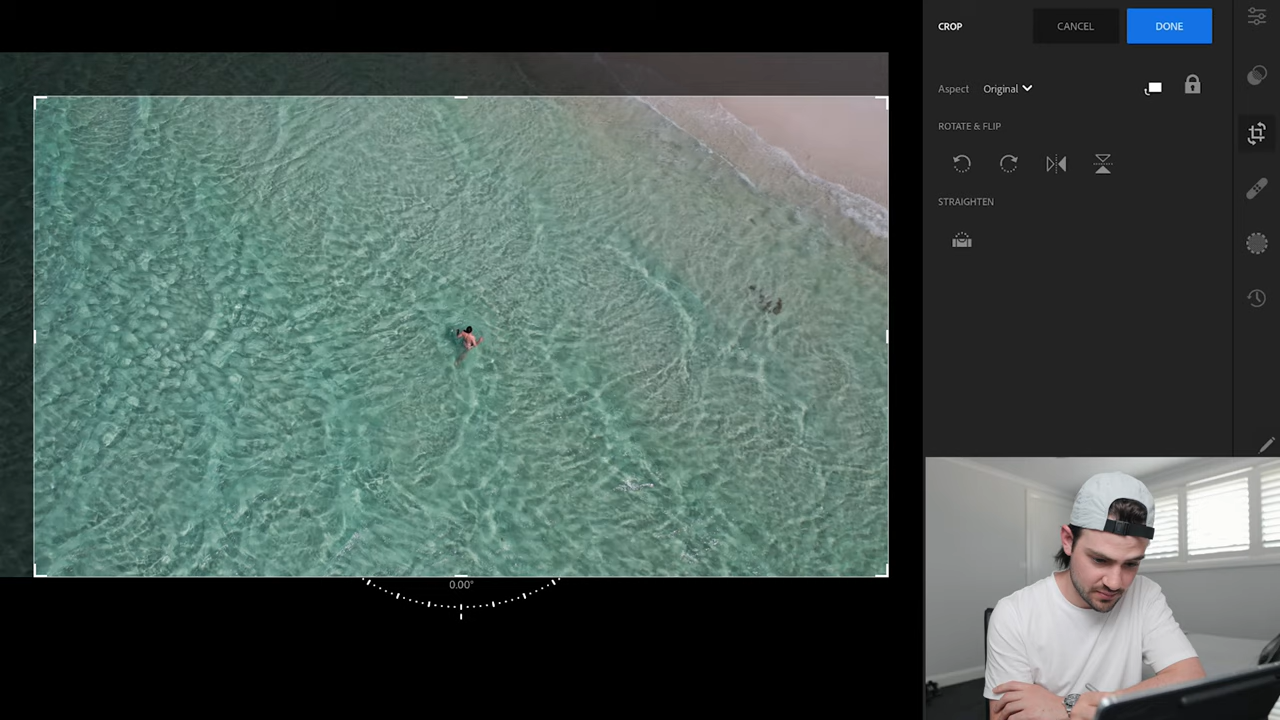 CROP
CANCEL
DONE
Aspect
Original
ROTATE & FLIP
STRAIGHTEN
0.00°